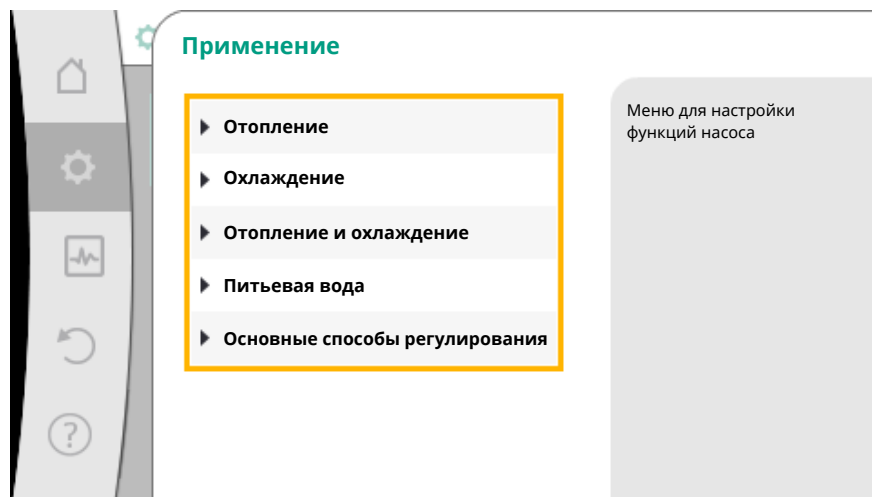 Применение
Отопление
Охлаждение
Отопление и охлаждение
Питьевая вода
Основные способы регулирования
Меню для настройки
функций насоса
?